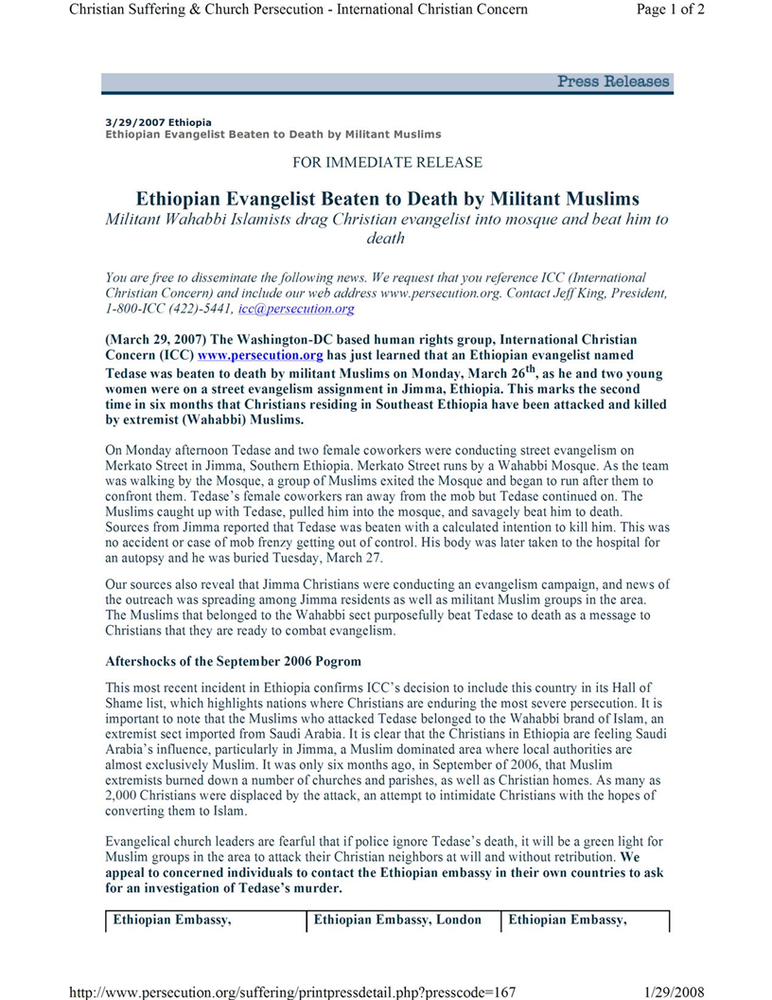 Christian Suffering & Church Persecution - International Christian Concern Page 1 of 2
Press Releases
3/29/2007 Ethiopia
Ethiopian Evangelist Beaten to Death by Militant Muslims
FOR IMMEDIATE RELEASE
Ethiopian Evangelist Beaten to Death by Militant Muslims
Militant Wahabbi Islamists drag Christian evangelist into mosque and beat him to
death
You are free to disseminate the following news. We request that you reference ICC (International
Christian Concern) and include our web address www.persecution.org. Contact Jeff King, President,
1-800-ICC (422)-5441, icc@persecution.org
(March 29, 2007) The Washington-DC based human rights group, International Christian
Concern (ICC) www.persecution.org has just learned that an Ethiopian evangelist named
Tedase was beaten to death by militant Muslims on Monday, March 26th, as he and two young
women were on a street evangelism assignment in Jimma, Ethiopia. This marks the second
time in six months that Christians residing in Southeast Ethiopia have been attacked and killed
by extremist (Wahabbi) Muslims.
On Monday afternoon Tedase and two female coworkers were conducting street evangelism on
Merkato Street in Jimma, Southern Ethiopia. Merkato Street runs by a Wahabbi Mosque. As the team
was walking by the Mosque, a group of Muslims exited the Mosque and began to run after them to
confront them. Tedase's female coworkers ran away from the mob but Tedase continued on. The
Muslims caught up with Tedase, pulled him into the mosque, and savagely beat him to death.
Sources from Jimma reported that Tedase was beaten with a calculated intention to kill him. This was
no accident or case of mob frenzy getting out of control. His body was later taken to the hospital for
an autopsy and he was buried Tuesday, March 27.
Our sources also reveal that Jimma Christians were conducting an evangelism campaign, and news of
the outreach was spreading among Jimma residents as well as militant Muslim groups in the area.
The Muslims that belonged to the Wahabbi sect purposefully beat Tedase to death as a message to
Christians that they are ready to combat evangelism.
Aftershocks of the September 2006 Pogrom
This most recent incident in Ethiopia confirms ICC's decision to include this country in its Hall of
Shame list, which highlights nations where Christians are enduring the most severe persecution. It is
important to note that the Muslims who attacked Tedase belonged to the Wahabbi brand of Islam, an
extremist sect imported from Saudi Arabia. It is clear that the Christians in Ethiopia are feeling Saudi
Arabia's influence, particularly in Jimma, a Muslim dominated area where local authorities are
almost exclusively Muslim. It was only six months ago, in September of 2006, that Muslim
extremists burned down a number of churches and parishes, as well as Christian homes. As many as
2,000 Christians were displaced by the attack, an attempt to intimidate Christians with the hopes of
converting them to Islam.
Evangelical church leaders are fearful that if police ignore Tedase's death, it will be a green light for
Muslim groups in the area to attack their Christian neighbors at will and without retribution. We
appeal to concerned individuals to contact the Ethiopian embassy in their own countries to ask
for an investigation of Tedase's murder.
Ethiopian Embassy, Ethiopian Embassy, London Ethiopian Embassy,
http://www.persecution.org/suffering/printpressdetail.php?presscode=167 1/29/2008